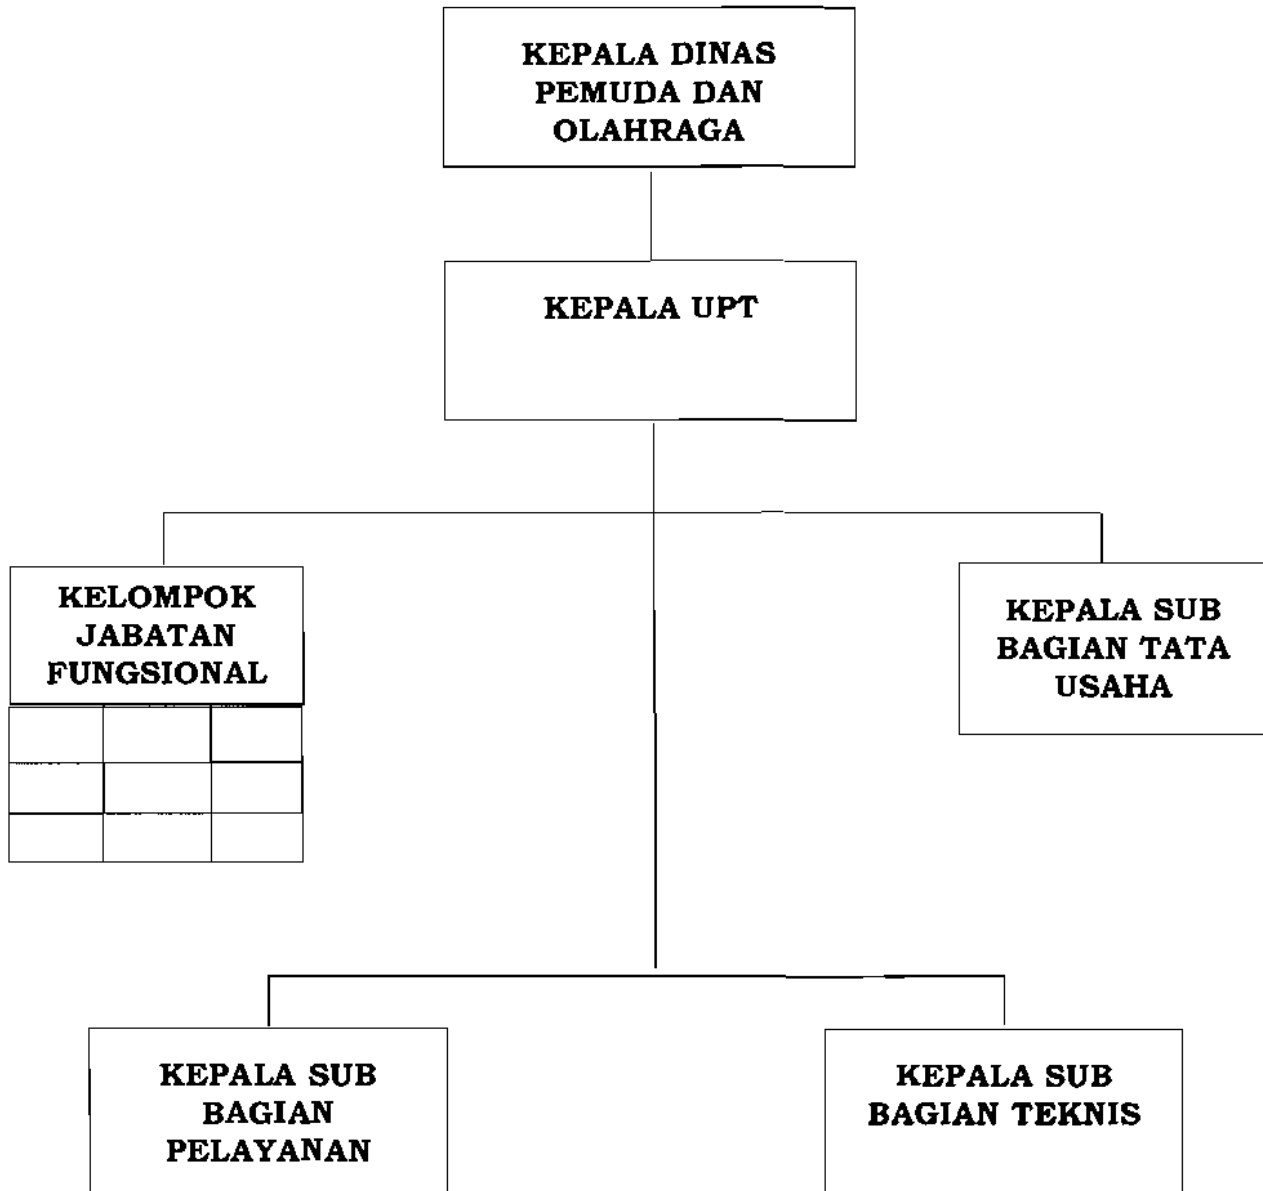 KEPALA DINAS
PEMUDA DAN
OLAHRAGA
KEPALA UPT
KELOMPOK
JABATAN
FUNGSIONAL
KEPALA SUB
BAGIAN TATA
USAHA
KEPALA SUB
BAGIAN
PELAYANAN
KEPALA SUB
BAGIAN TEKNIS